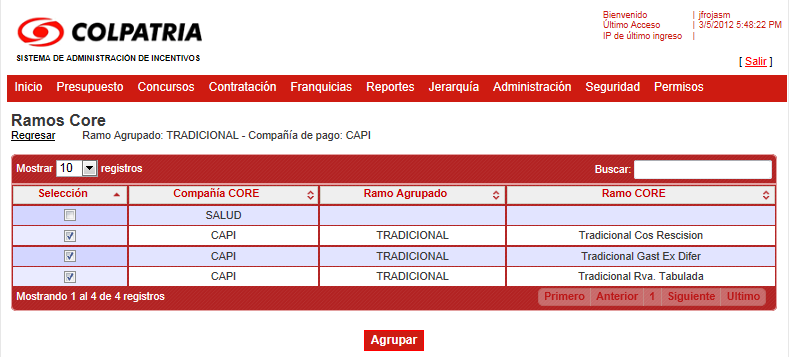 COLPATRIA
SISTEMA DE ADMINISTRACIÓN DE INCENTIVOS
Bienvenido | jfrojasm
Último Acceso | 3/5/2012 5:48:22 PM
IP de último ingreso |
[ Salir ]
Inicio Presupuesto Concursos Contratación Franquicias Reportes Jerarquía Administración Seguridad Permisos
Ramos Core
Regresar Ramo Agrupado: TRADICIONAL - Compañía de pago: CAPI
Mostrar 10 registros Buscar:
Selección Compañía CORE Ramo Agrupado Ramo CORE
SALUD
CAPI TRADICIONAL Tradicional Cos Rescision
CAPI TRADICIONAL Tradicional Gast Ex Difer
CAPI TRADICIONAL Tradicional Rva. Tabulada
Mostrando 1 al 4 de 4 registros Primero Anterior 1 Siguiente Ultimo
Agrupar